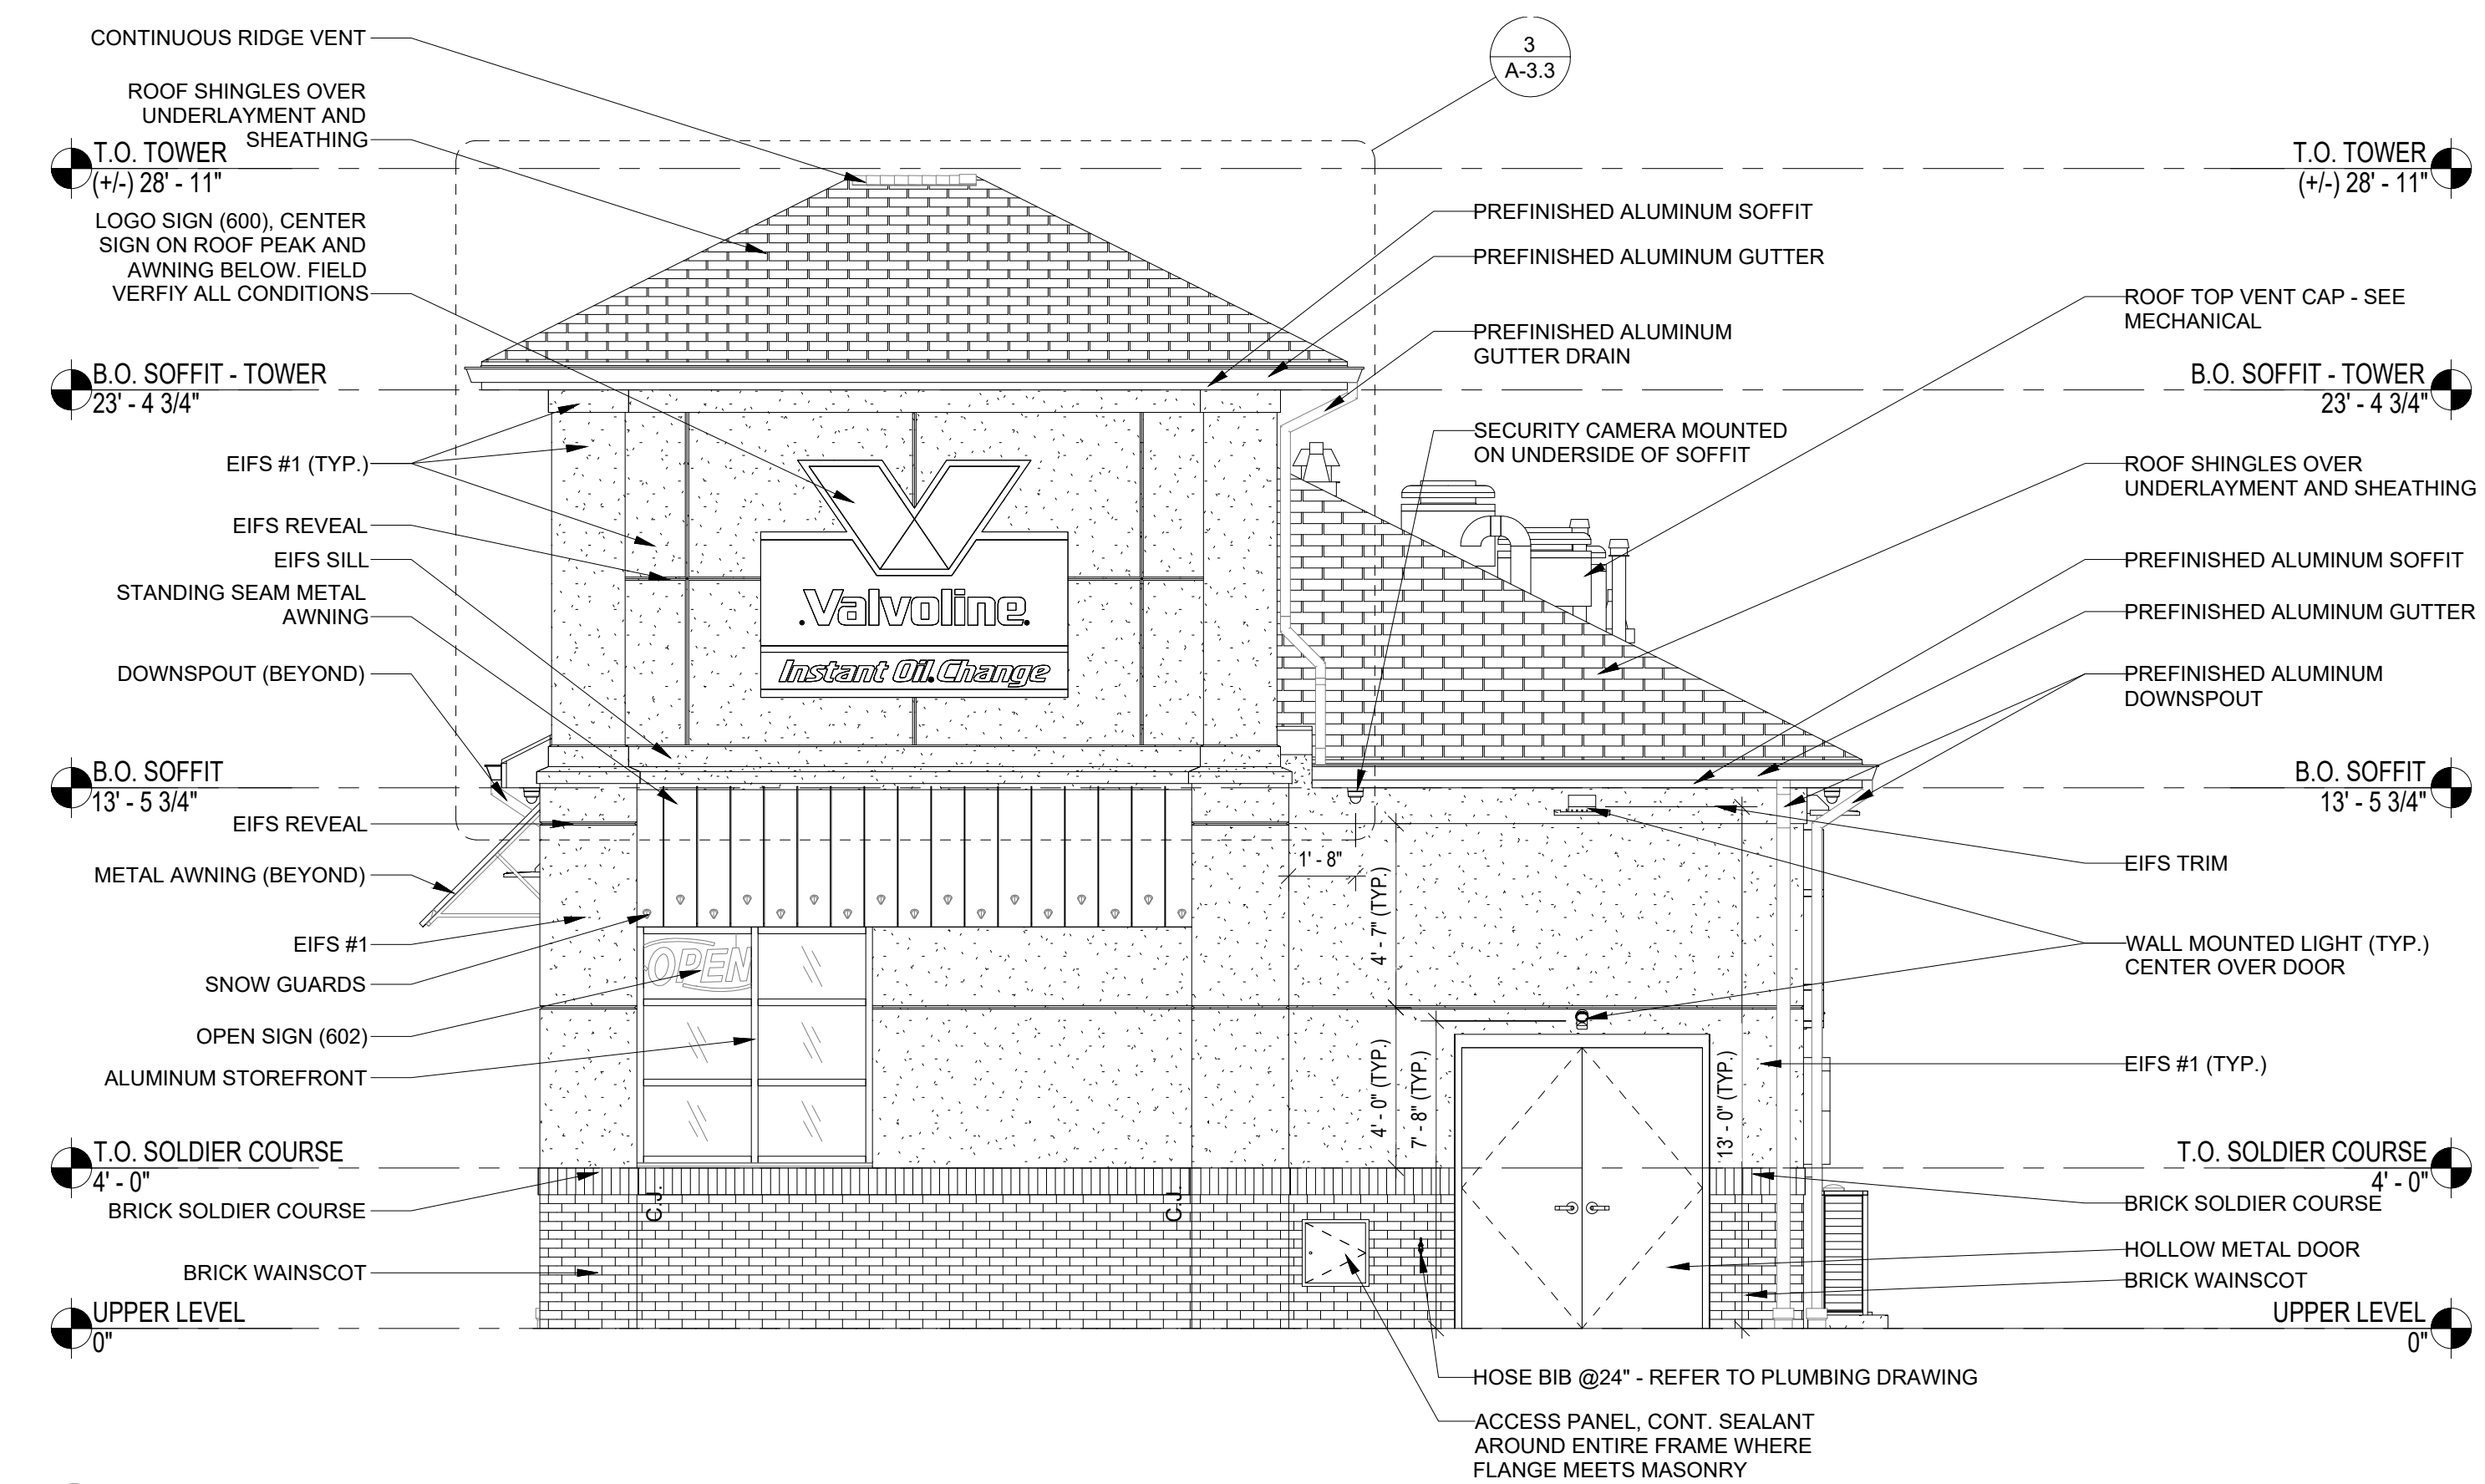 CONTINUOUS RIDGE VENT
ROOF SHINGLES OVER
UNDERLAYMENT AND
SHEATHING
T.O. TOWER
(+/-) 28' - 11"
LOGO SIGN (600), CENTER
SIGN ON ROOF PEAK AND
AWNING BELOW. FIELD
VERFIY ALL CONDITIONS
B.O. SOFFIT - TOWER
23' - 4 3/4"
EIFS #1 (TYP.)
EIFS REVEAL
EIFS SILL
STANDING SEAM METAL
AWNING
DOWNSPOUT (BEYOND)
B.O. SOFFIT
13' - 5 3/4"
EIFS REVEAL
METAL AWNING (BEYOND)
EIFS #1
SNOW GUARDS
OPEN SIGN (602)
ALUMINUM STOREFRONT
T.O. SOLDIER COURSE
4' - 0"
BRICK SOLDIER COURSE
BRICK WAINSCOT
UPPER LEVEL
0"
Valvoline
Instant Oil Change
OPEN
C.J.
C.J.
1' - 8"
4' - 7" (TYP.)
4' - 0" (TYP.)
7' - 8" (TYP.)
13' - 0" (TYP.)
3
A-3.3
PREFINISHED ALUMINUM SOFFIT
PREFINISHED ALUMINUM GUTTER
PREFINISHED ALUMINUM
GUTTER DRAIN
SECURITY CAMERA MOUNTED
ON UNDERSIDE OF SOFFIT
HOSE BIB @24" - REFER TO PLUMBING DRAWING
ACCESS PANEL, CONT. SEALANT
AROUND ENTIRE FRAME WHERE
FLANGE MEETS MASONRY
T.O. TOWER
(+/-) 28' - 11"
ROOF TOP VENT CAP - SEE
MECHANICAL
B.O. SOFFIT - TOWER
23' - 4 3/4"
ROOF SHINGLES OVER
UNDERLAYMENT AND SHEATHING
PREFINISHED ALUMINUM SOFFIT
PREFINISHED ALUMINUM GUTTER
PREFINISHED ALUMINUM
DOWNSPOUT
B.O. SOFFIT
13' - 5 3/4"
EIFS TRIM
WALL MOUNTED LIGHT (TYP.)
CENTER OVER DOOR
EIFS #1 (TYP.)
T.O. SOLDIER COURSE
4' - 0"
BRICK SOLDIER COURSE
HOLLOW METAL DOOR
BRICK WAINSCOT
UPPER LEVEL
0"